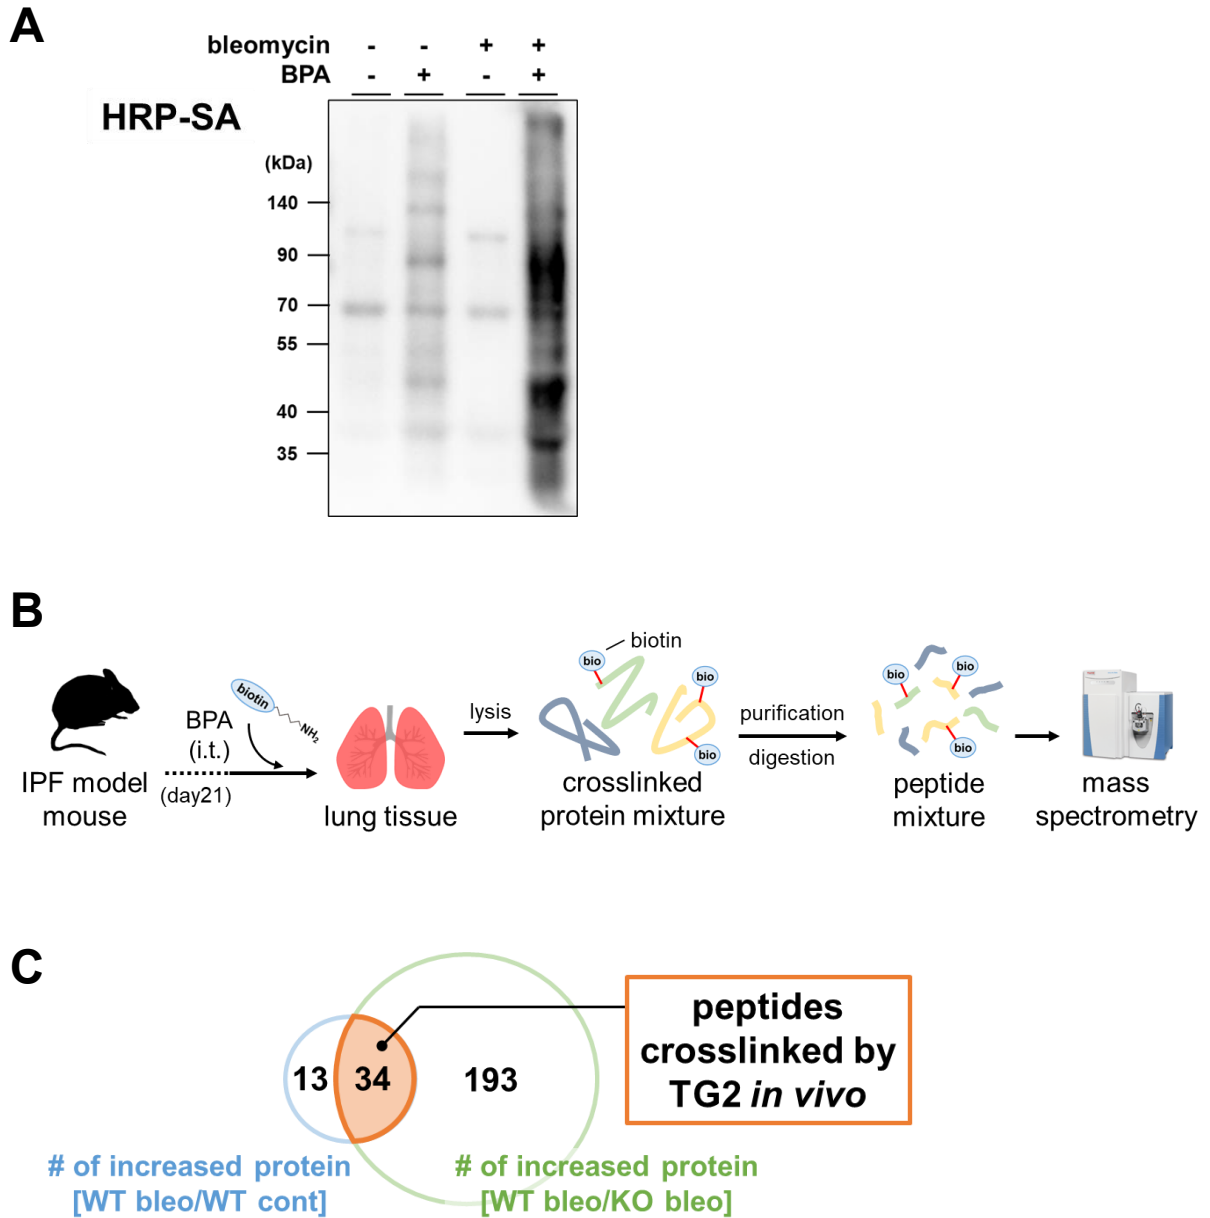 A
bleomycin - - + +
BPA - + - +
HRP-SA
(kDa)
140
90
70
55
40
35
B
biotin
BPA
(i.t.)
(day21)
NH2
IPF model
mouse
lung tissue
lysis
bio
biotin
bio
bio
crosslinked
protein mixture
purification
digestion
bio
bio
bio
peptide
mixture
mass
spectrometry
C
13 34 193
peptides
crosslinked by
TG2 in vivo
# of increased protein
[WT bleo/WT cont]
# of increased protein
[WT bleo/KO bleo]